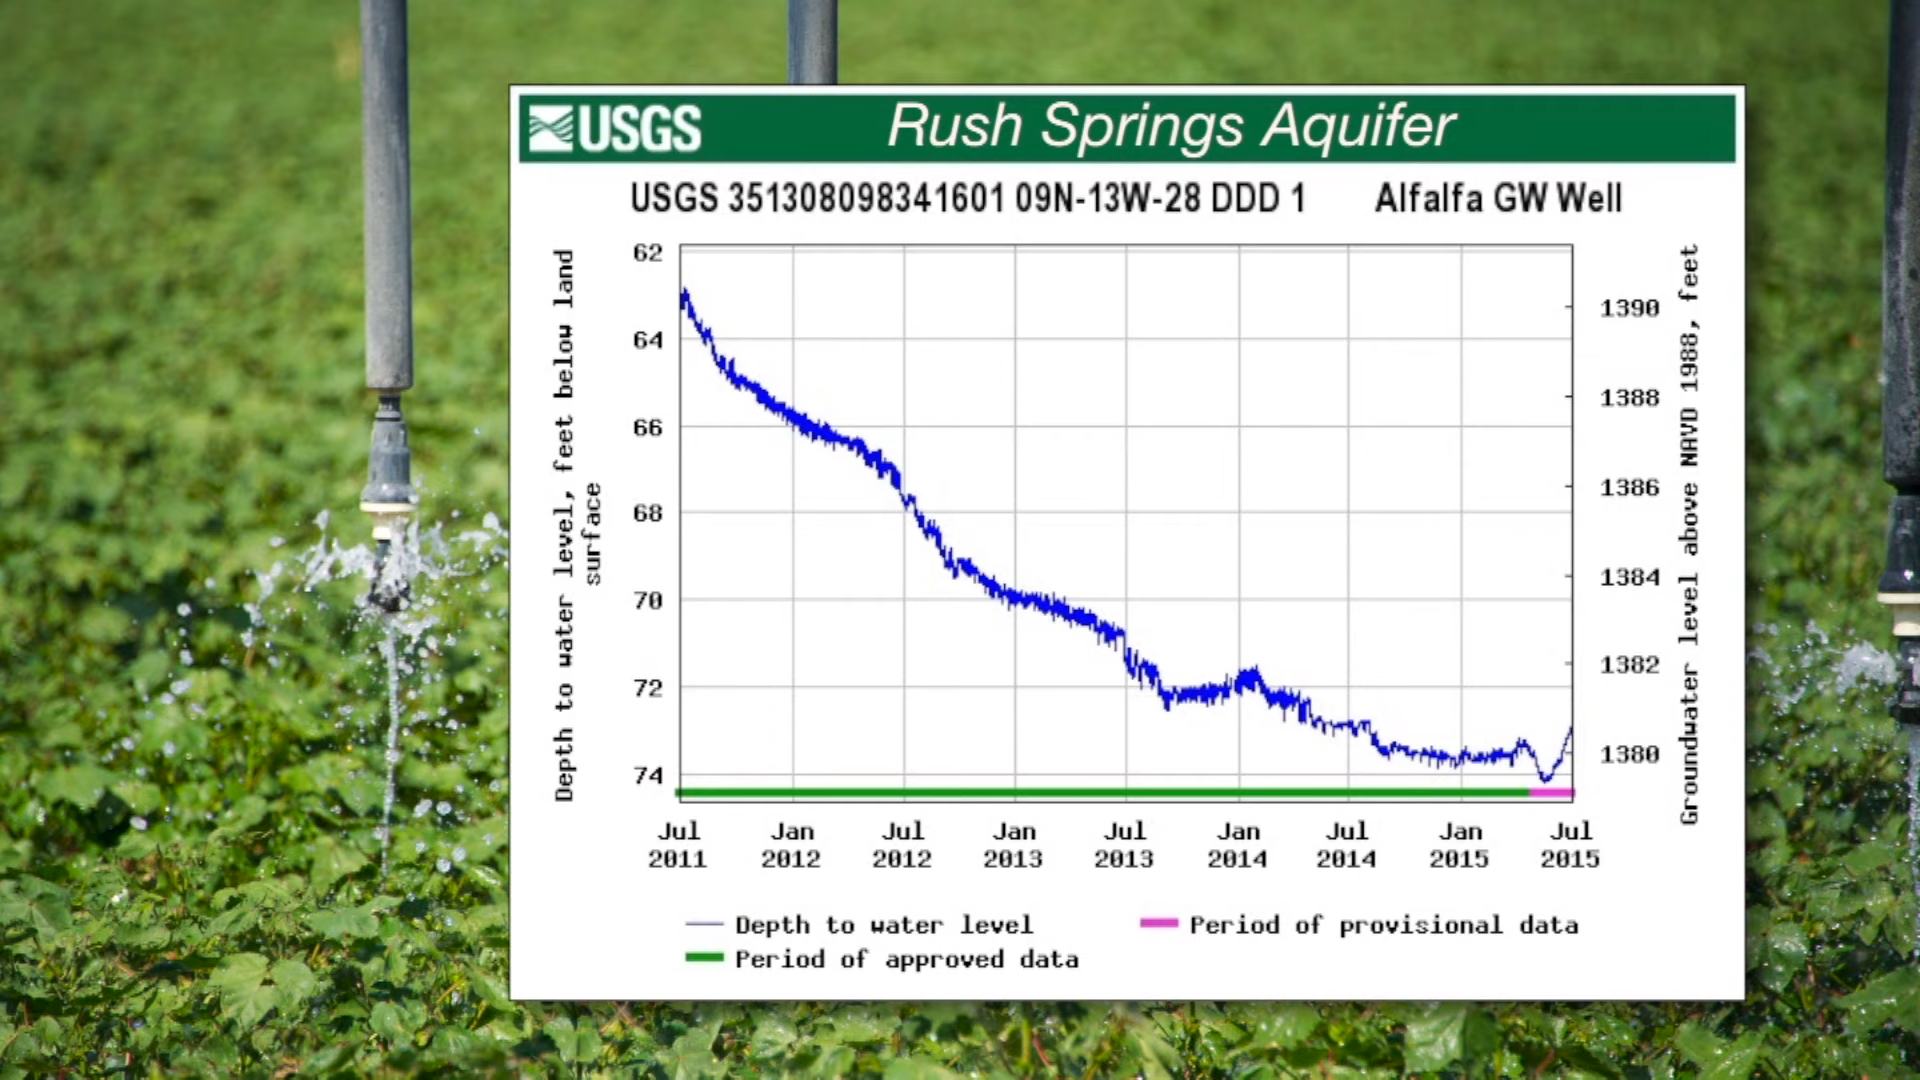 USGS Rush Springs Aquifer
USGS 351308098341601 09N-13W-28 DDD 1 Alfalfa GW Well
Depth to water level, feet below land
surface
62
64
66
68
70
72
74
1390
1388
1386
1384
1382
1380
Groundwater level above NAVD 1988, feet
Jul Jan Jul Jan Jul Jan Jul Jan Jul
2011 2012 2012 2013 2013 2014 2014 2015 2015
Depth to water level
Period of provisional data
Period of approved data